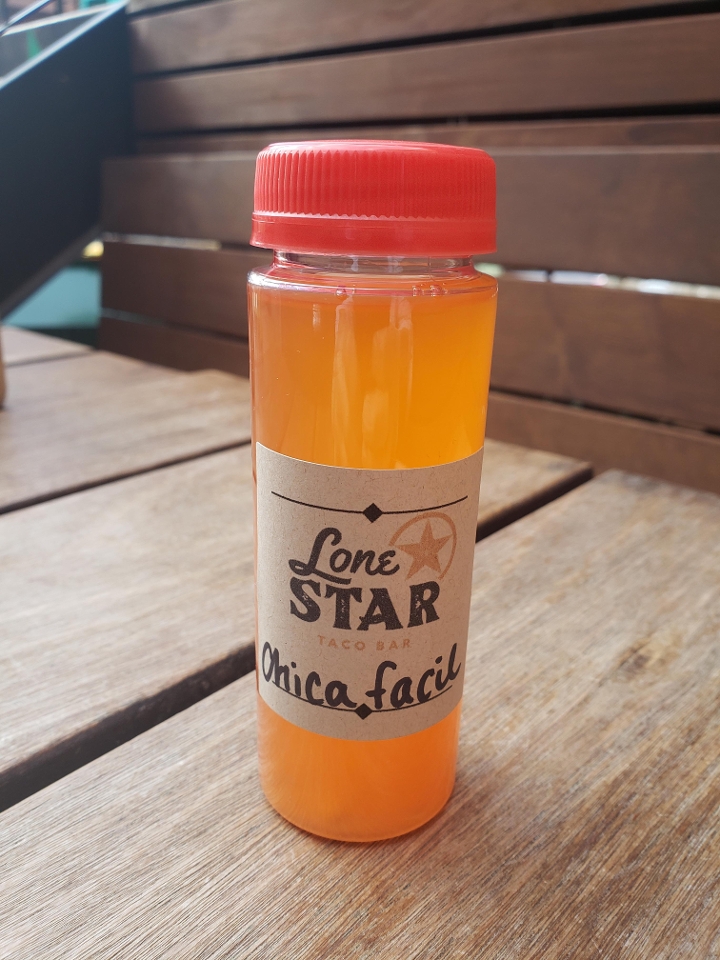 Lone
STAR
TACO BAR
Chica facil